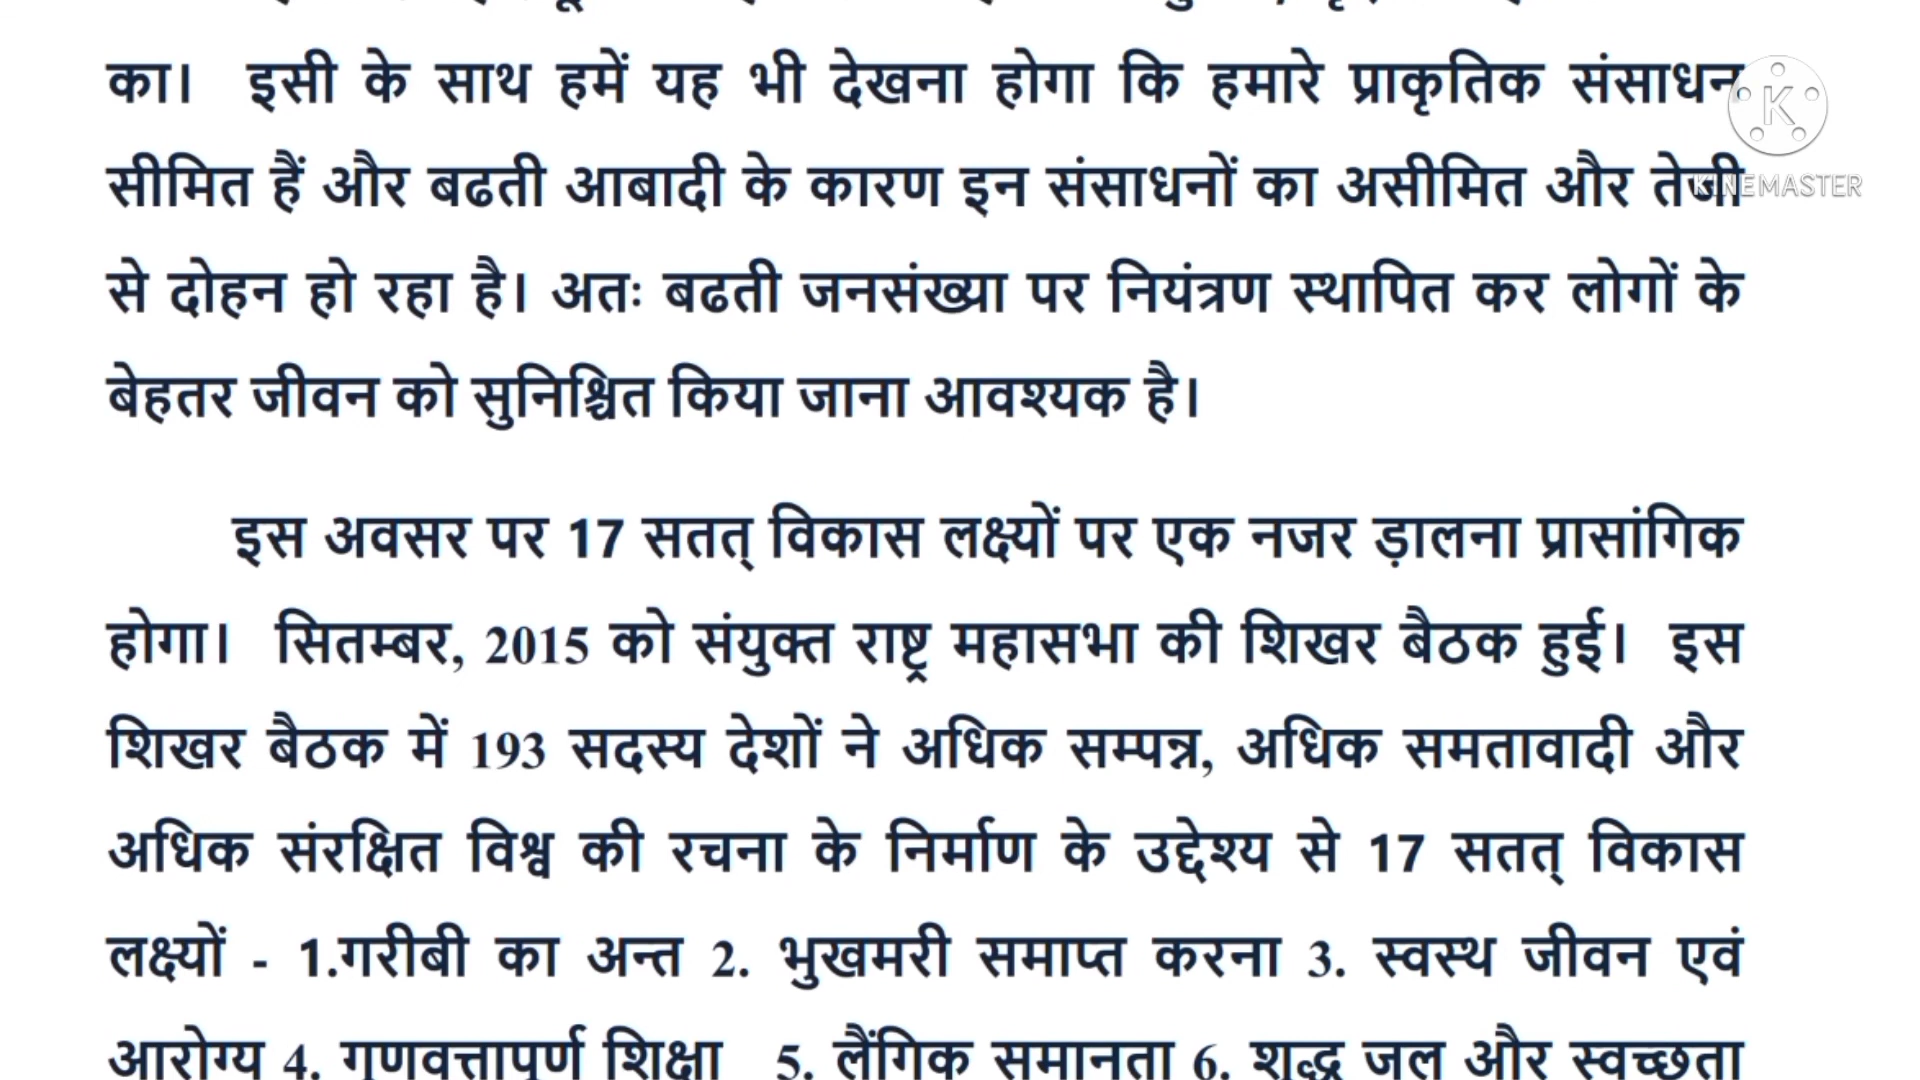 का। इसी के साथ हमें यह भी देखना होगा कि हमारे प्राकृतिक संसाधन
K
सीमित हैं और बढती आबादी के कारण इन संसाधनों का असीमित और तेजी
KINEMASTER
से दोहन हो रहा है। अतः बढती जनसंख्या पर नियंत्रण स्थापित कर लोगों के
बेहतर जीवन को सुनिश्चित किया जाना आवश्यक है।
इस अवसर पर 17 सतत् विकास लक्ष्यों पर एक नजर ड़ालना प्रासांगिक
होगा। सितम्बर, 2015 को संयुक्त राष्ट्र महासभा की शिखर बैठक हुई। इस
शिखर बैठक में 193 सदस्य देशों ने अधिक सम्पन्न, अधिक समतावादी और
अधिक संरक्षित विश्व की रचना के निर्माण के उद्देश्य से 17 सतत् विकास
लक्ष्यों - 1.गरीबी का अन्त 2. भुखमरी समाप्त करना 3. स्वस्थ जीवन एवं
आरोग्य 4. गुणवत्तापूर्ण शिक्षा 5. लैंगिक समानता 6. शुद्ध जल और स्वच्छता